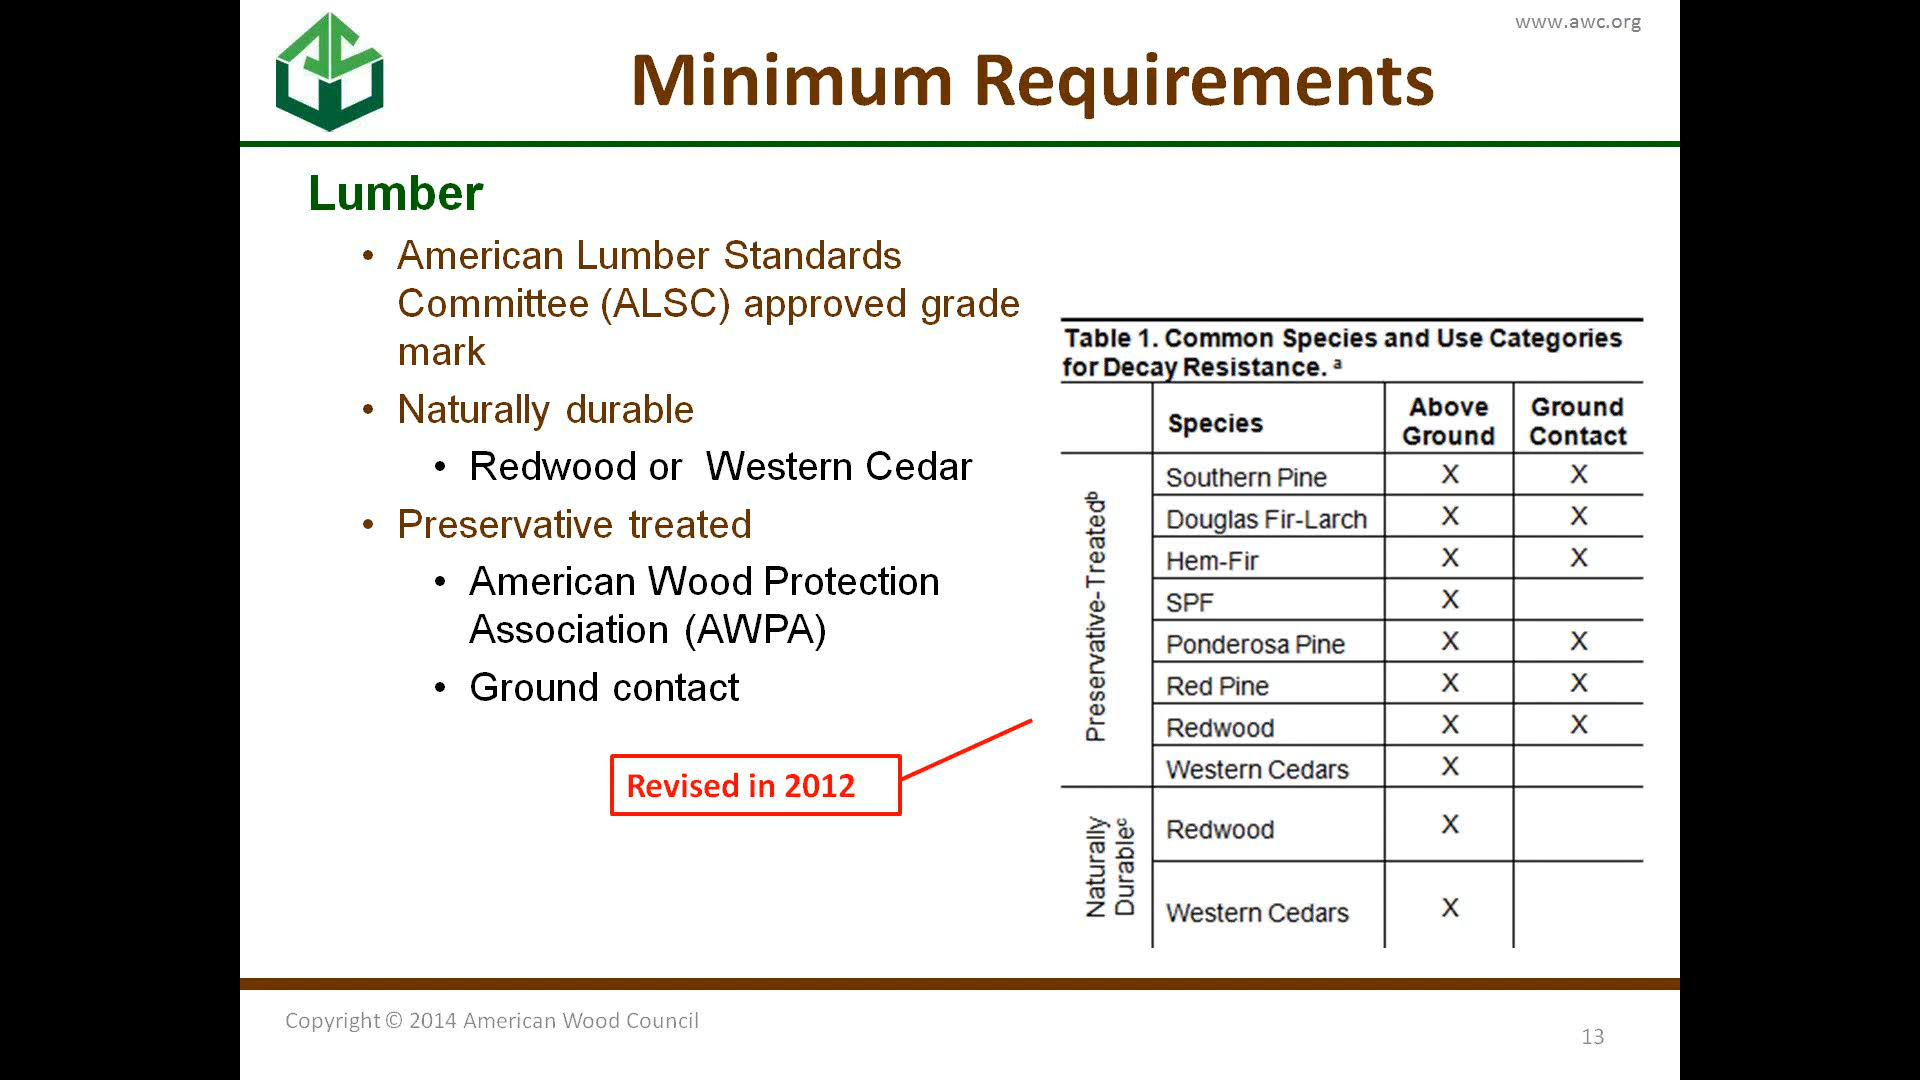 www.awc.org
Minimum Requirements
Lumber
• American Lumber Standards
Committee (ALSC) approved grade
mark
• Naturally durable
• Redwood or  Western Cedar
• Preservative treated
• American Wood Protection
Association (AWPA)
• Ground contact
Revised in 2012
Table 1. Common Species and Use Categories
for Decay Resistance. a
Species Above Ground Ground Contact
Preservative-Treatedb
Southern Pine X X
Douglas Fir-Larch X X
Hem-Fir X X
SPF X
Ponderosa Pine X X
Red Pine X X
Redwood X X
Western Cedars X
Naturally Durablec
Redwood X
Western Cedars X
Copyright © 2014 American Wood Council
13